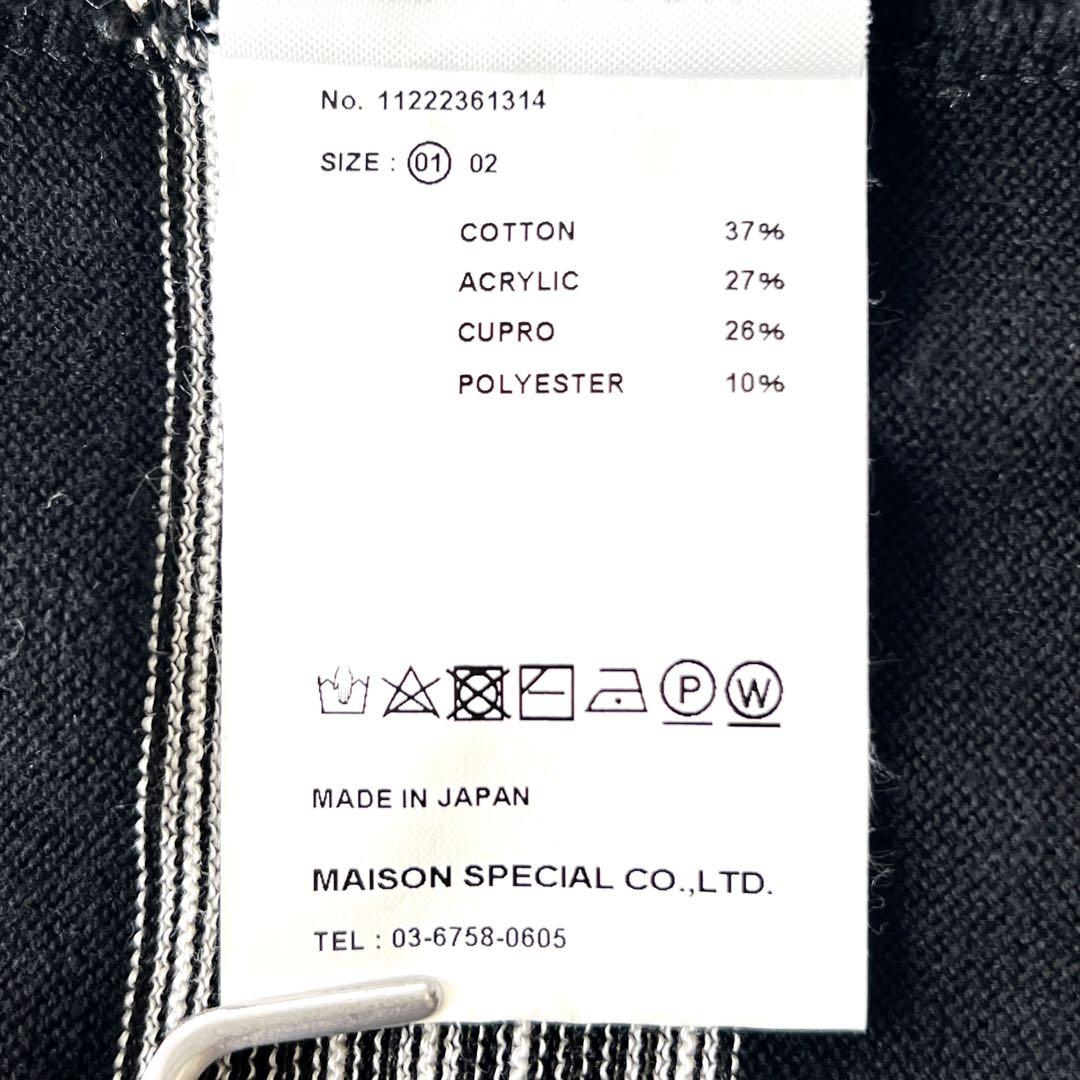 No. 11222361314
SIZE : 01 02
COTTON 37%
ACRYLIC 27%
CUPRO 26%
POLYESTER 10%
P W
MADE IN JAPAN
MAISON SPECIAL CO.,LTD.
TEL : 03-6758-0605